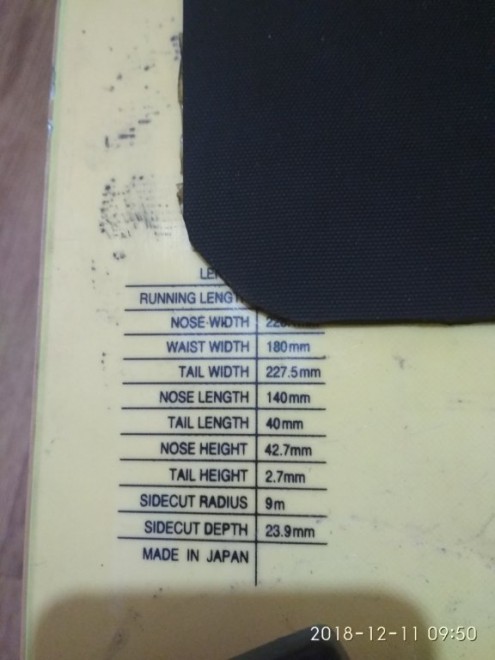 RUNNING
NOSE-WIDTH
WAIST WIDTH 180mm
TAIL WIDTH 227.5mm
NOSE LENGTH 140mm
TAIL LENGTH 40mm
NOSE HEIGHT 42.7mm
TAIL HEIGHT 2.7mm
SIDECUT RADIUS 9m
SIDECUT DEPTH 23.9mm
MADE IN JAPAN
2018-12-11 09:50